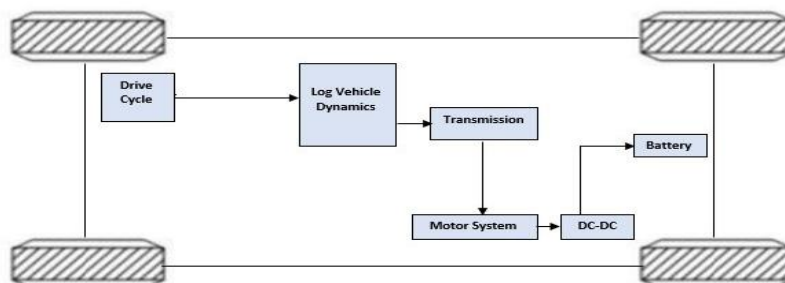 Drive
Cycle
Log Vehicle
Dynamics
Transmission
Battery
Motor System
DC-DC